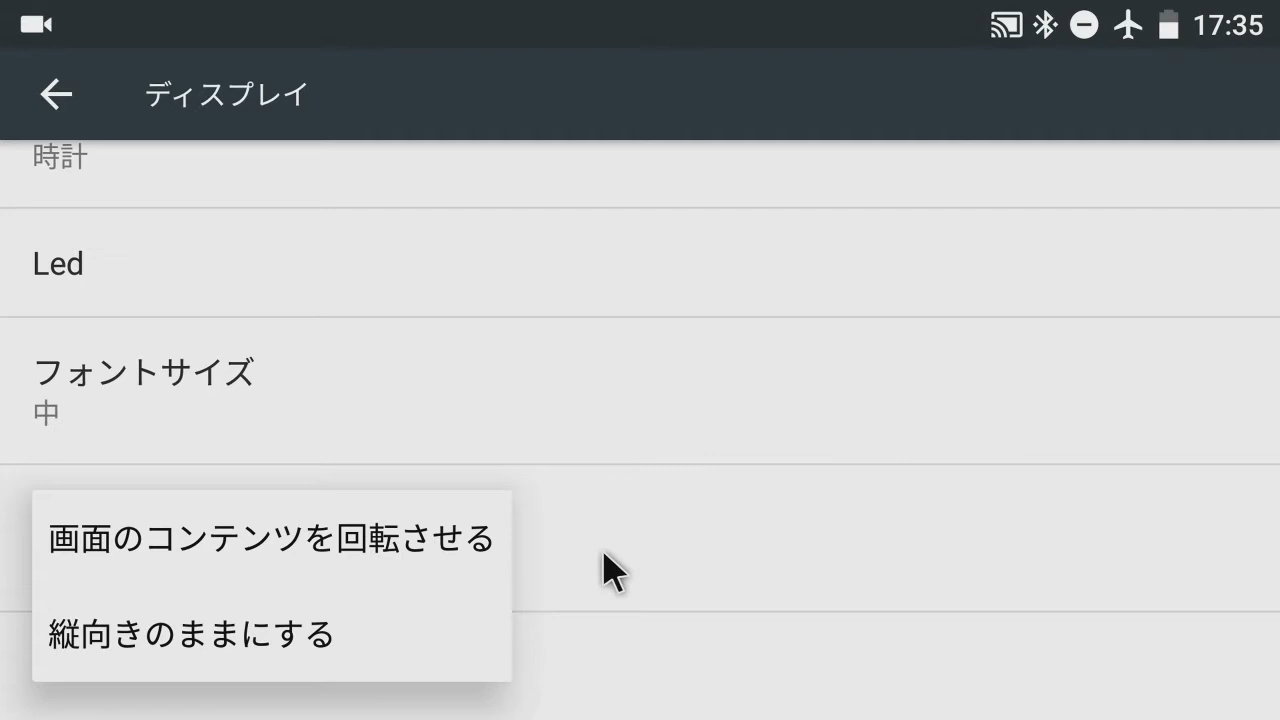 17:35
ディスプレイ
時計
Led
フォントサイズ
中
画面のコンテンツを回転させる
縦向きのままにする